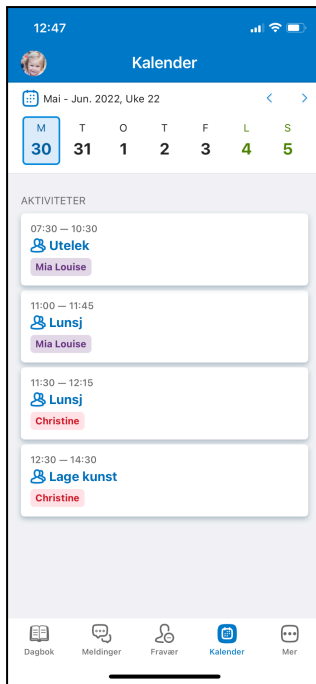 12:47
Kalender
Mai - Jun. 2022, Uke 22
M T O T F L S
30 31 1 2 3 4 5
AKTIVITETER
07:30 — 10:30
Utelek
Mia Louise
11:00 — 11:45
Lunsj
Mia Louise
11:30 — 12:15
Lunsj
Christine
12:30 — 14:30
Lage kunst
Christine
Dagbok Meldinger Fravær Kalender Mer